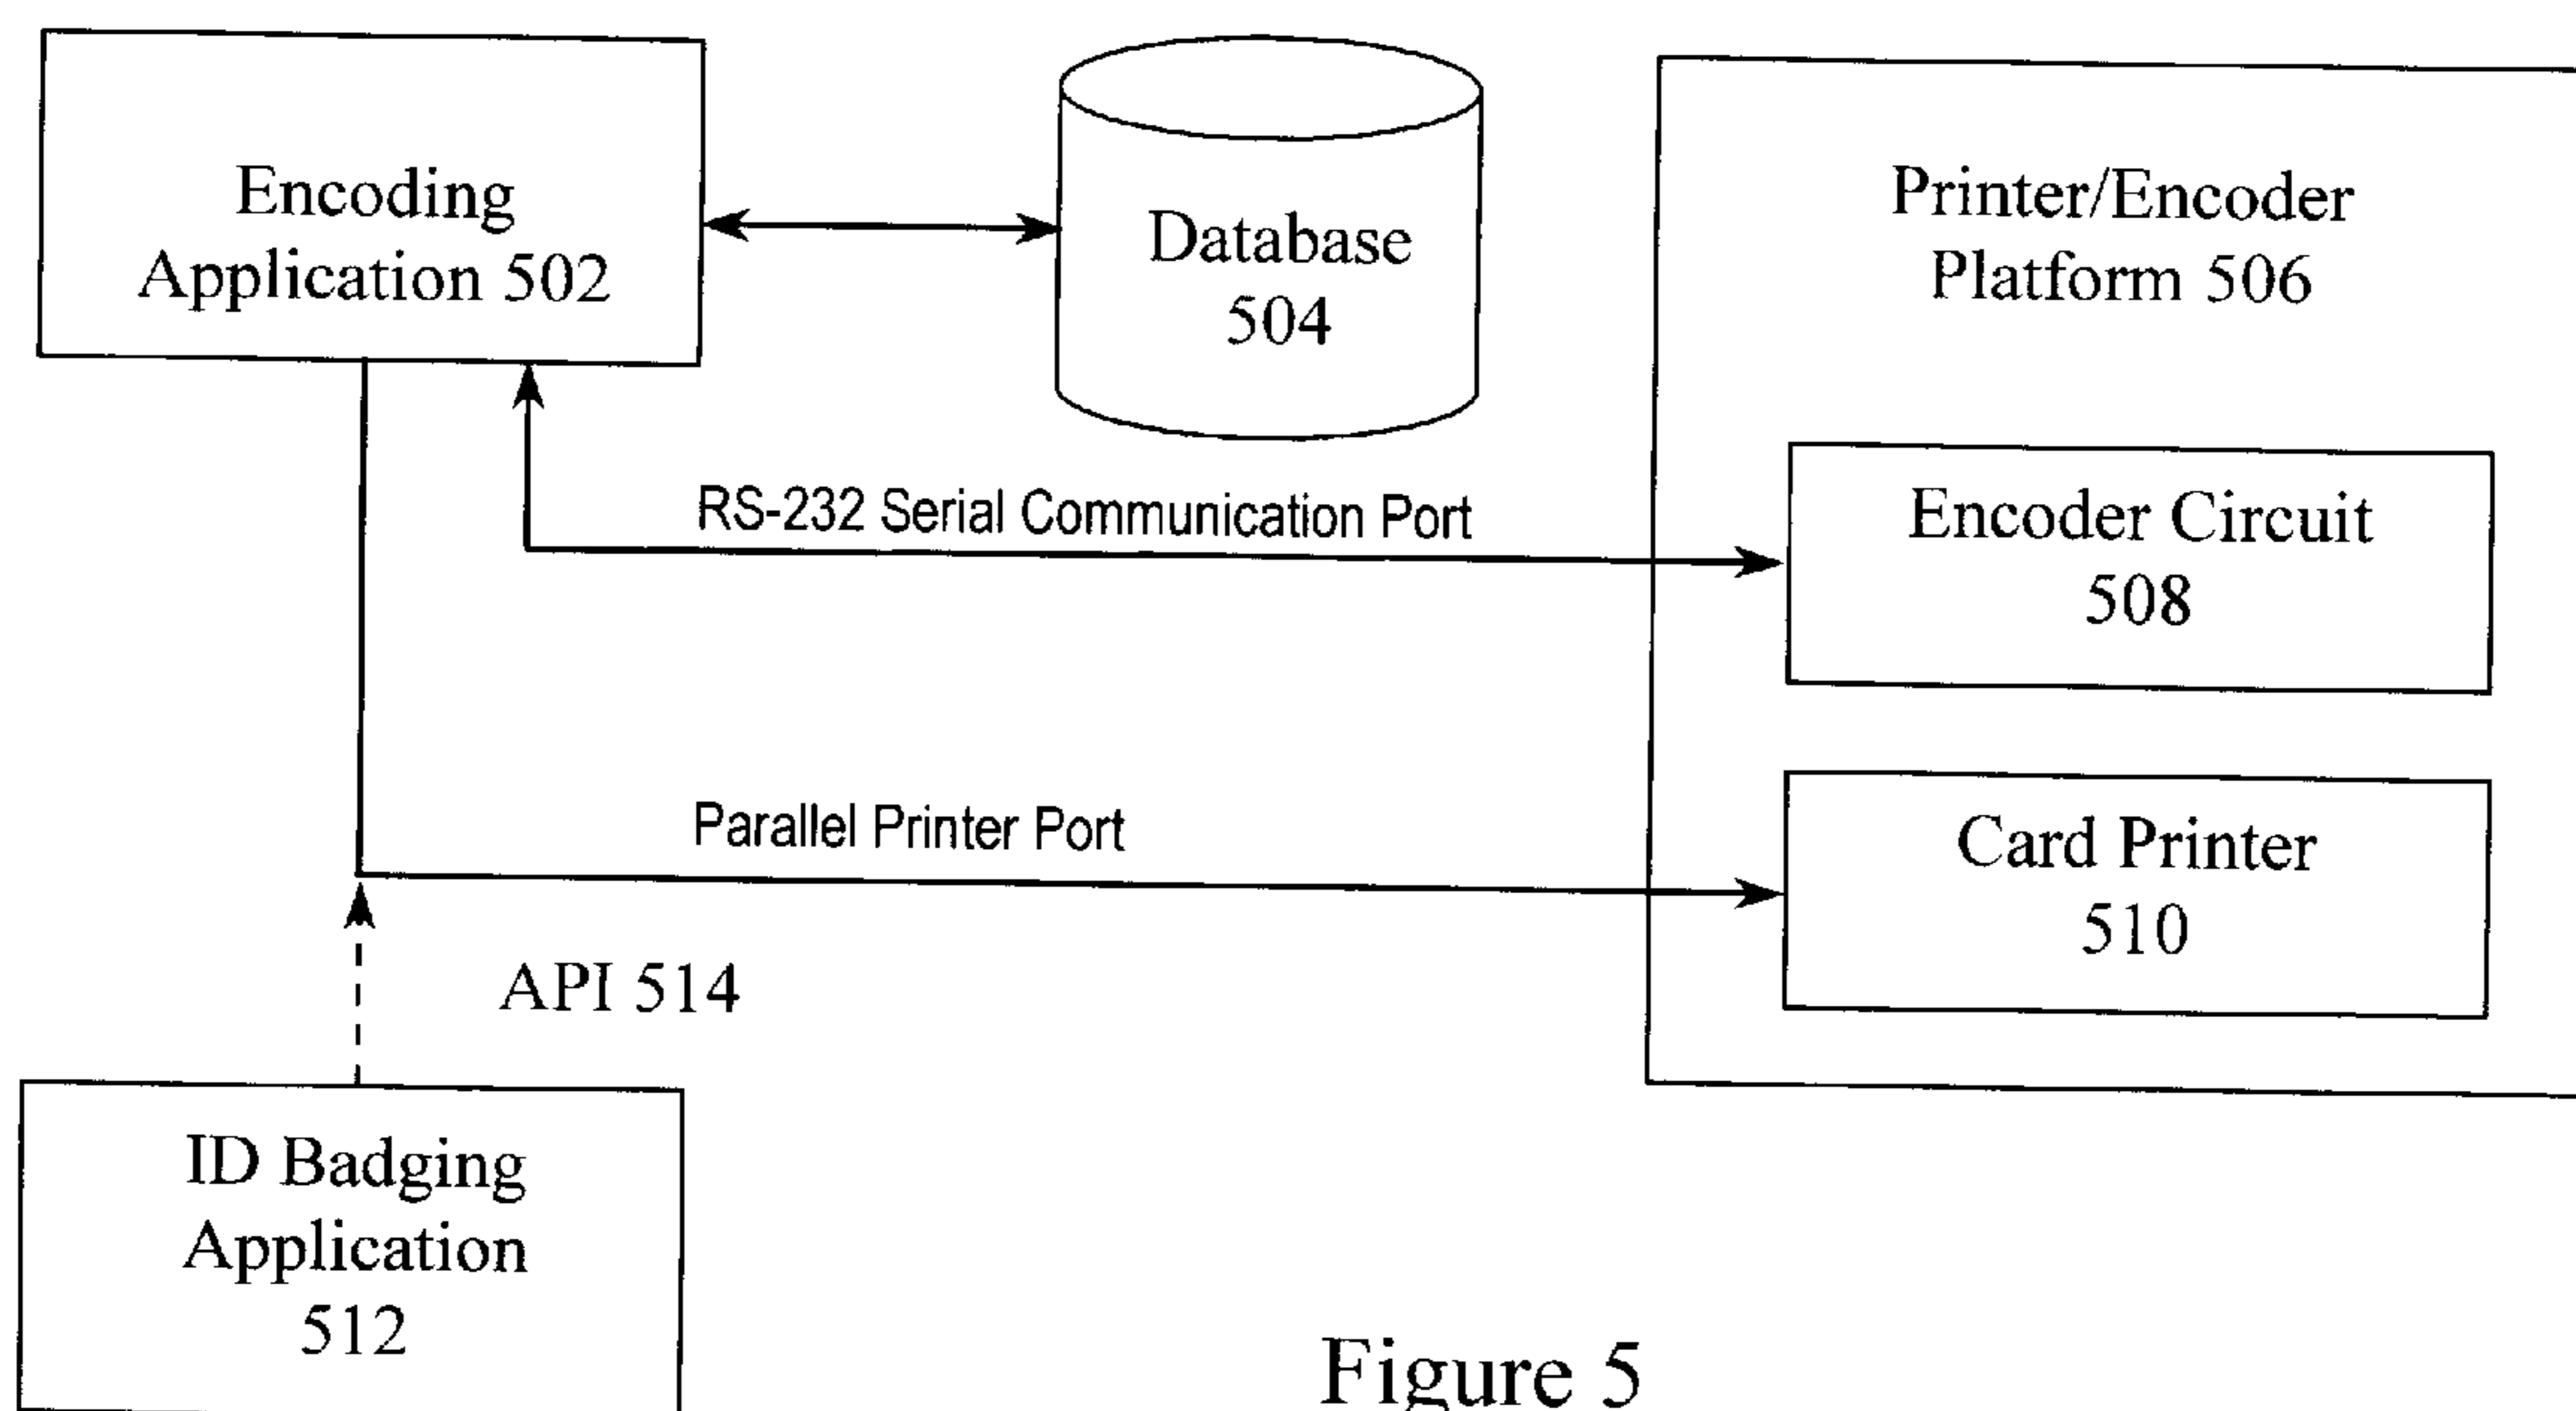 Encoding
Application 502
Database
504
Printer/Encoder
Platform 506
RS-232 Serial Communication Port
Encoder Circuit
508
Parallel Printer Port
Card Printer
510
API 514
ID Badging
Application
512
Figure 5